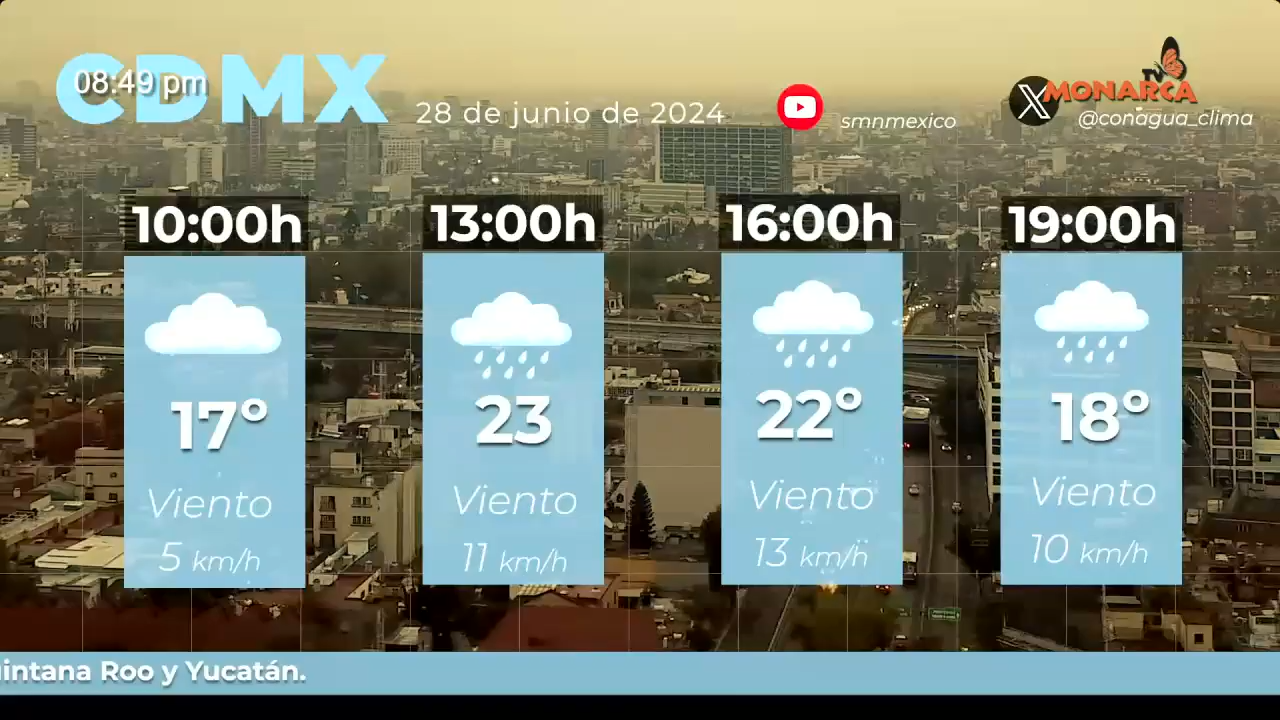 CDMX
08:49 pm
28 de junio de 2024
smnmexico
TV
MONARCA
@conagua_clima
10:00h
13:00h
16:00h
19:00h
17°
23
22°
18°
Viento
Viento
Viento
Viento
5 km/h
11 km/h
13 km/h
10 km/h
Roo y Yucatán.